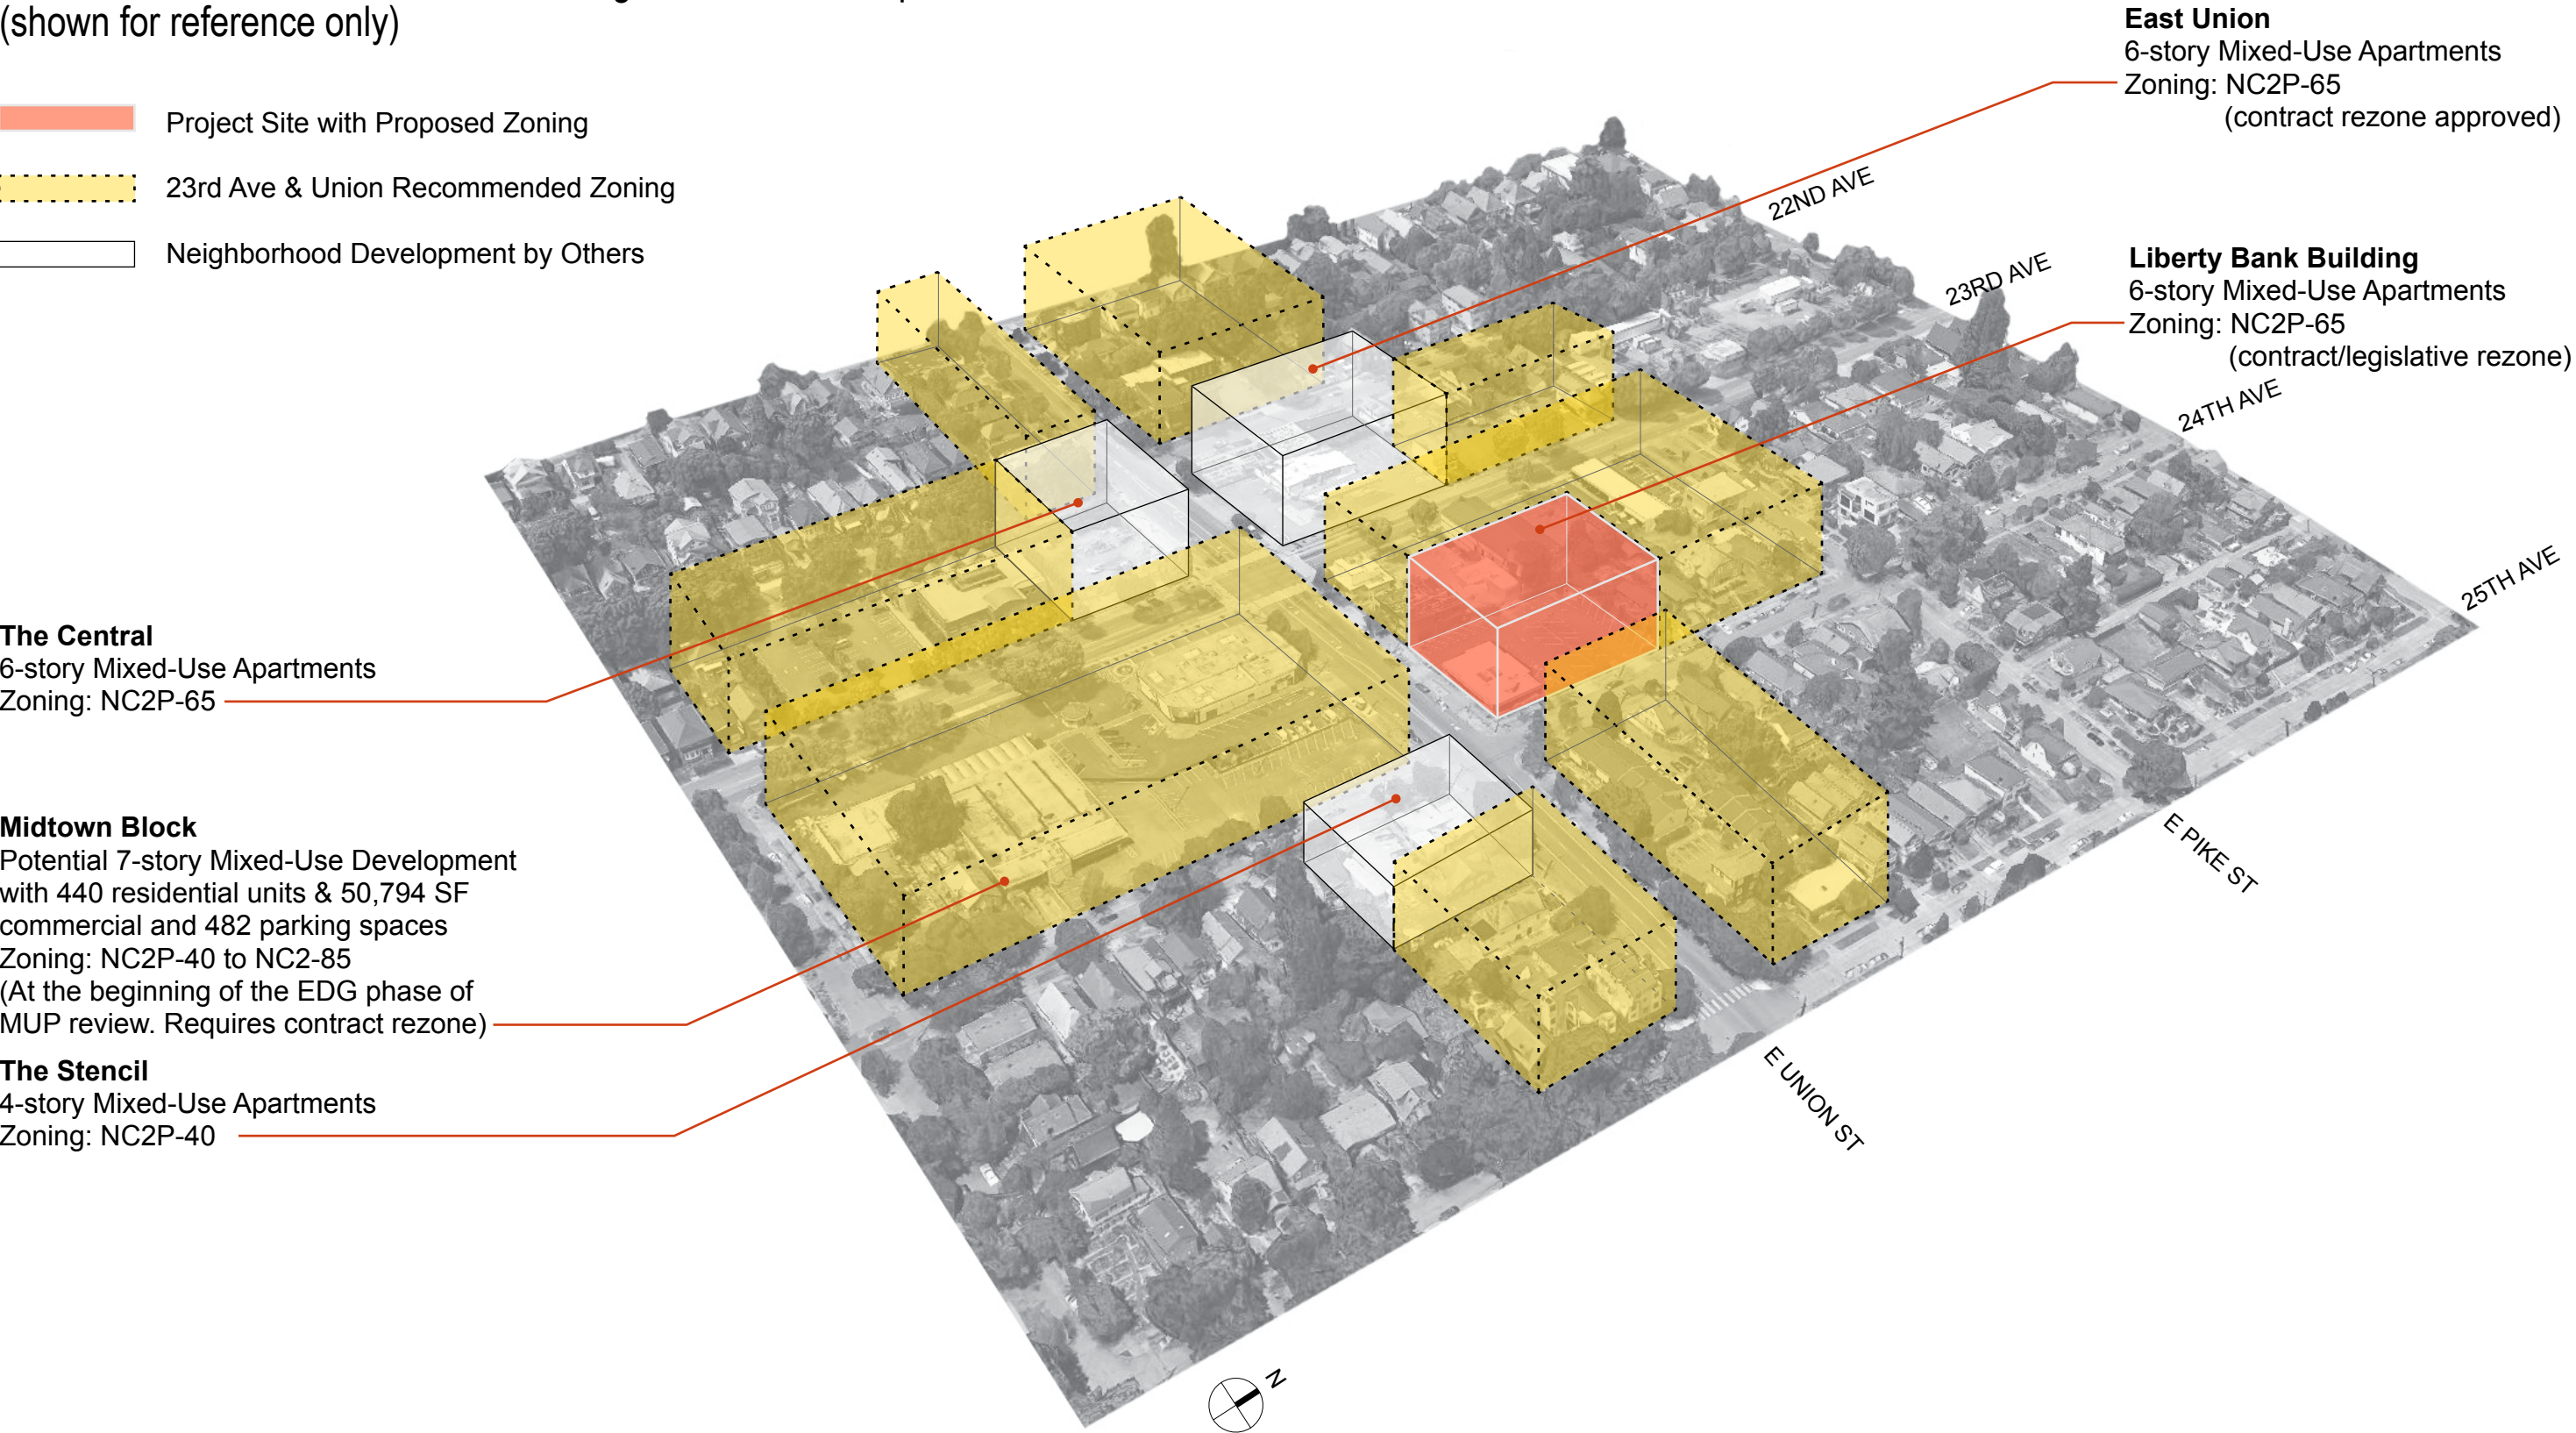 (shown for reference only)
Project Site with Proposed Zoning
23rd Ave & Union Recommended Zoning
Neighborhood Development by Others
East Union
6-story Mixed-Use Apartments
Zoning: NC2P-65
(contract rezone approved)
Liberty Bank Building
6-story Mixed-Use Apartments
Zoning: NC2P-65
(contract/legislative rezone)
22ND AVE
23RD AVE
24TH AVE
25TH AVE
E PIKE ST
E UNION ST
The Central
6-story Mixed-Use Apartments
Zoning: NC2P-65
Midtown Block
Potential 7-story Mixed-Use Development
with 440 residential units & 50,794 SF
commercial and 482 parking spaces
Zoning: NC2P-40 to NC2-85
(At the beginning of the EDG phase of
MUP review. Requires contract rezone)
The Stencil
4-story Mixed-Use Apartments
Zoning: NC2P-40
N